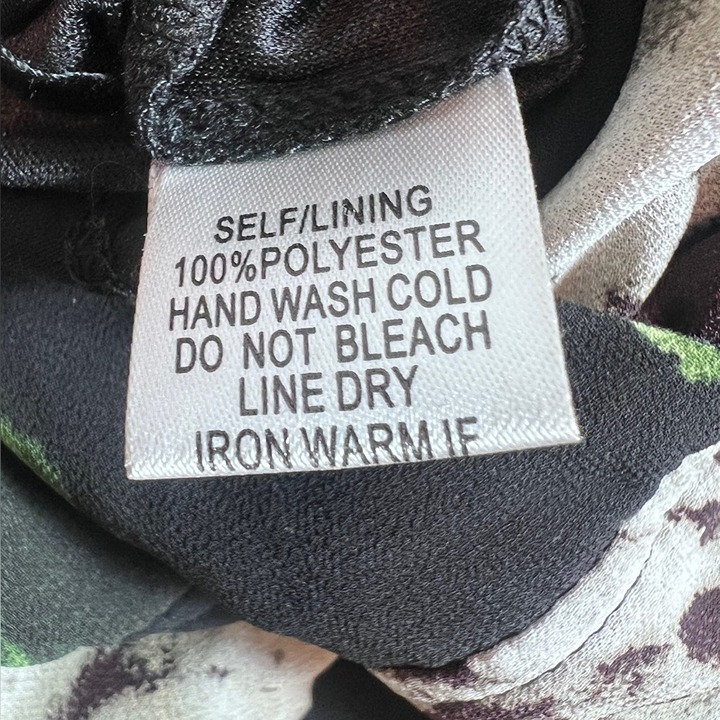 SELF/LINING
100%POLYESTER
HAND WASH COLD
DO NOT BLEACH
LINE DRY
IRON WARM IF